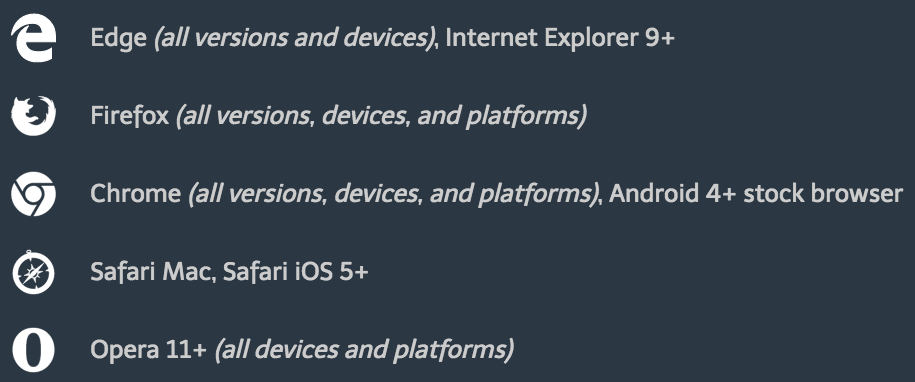 Edge (all versions and devices), Internet Explorer 9+
Firefox (all versions, devices, and platforms)
Chrome (all versions, devices, and platforms), Android 4+ stock browser
Safari Mac, Safari iOS 5+
Opera 11+ (all devices and platforms)